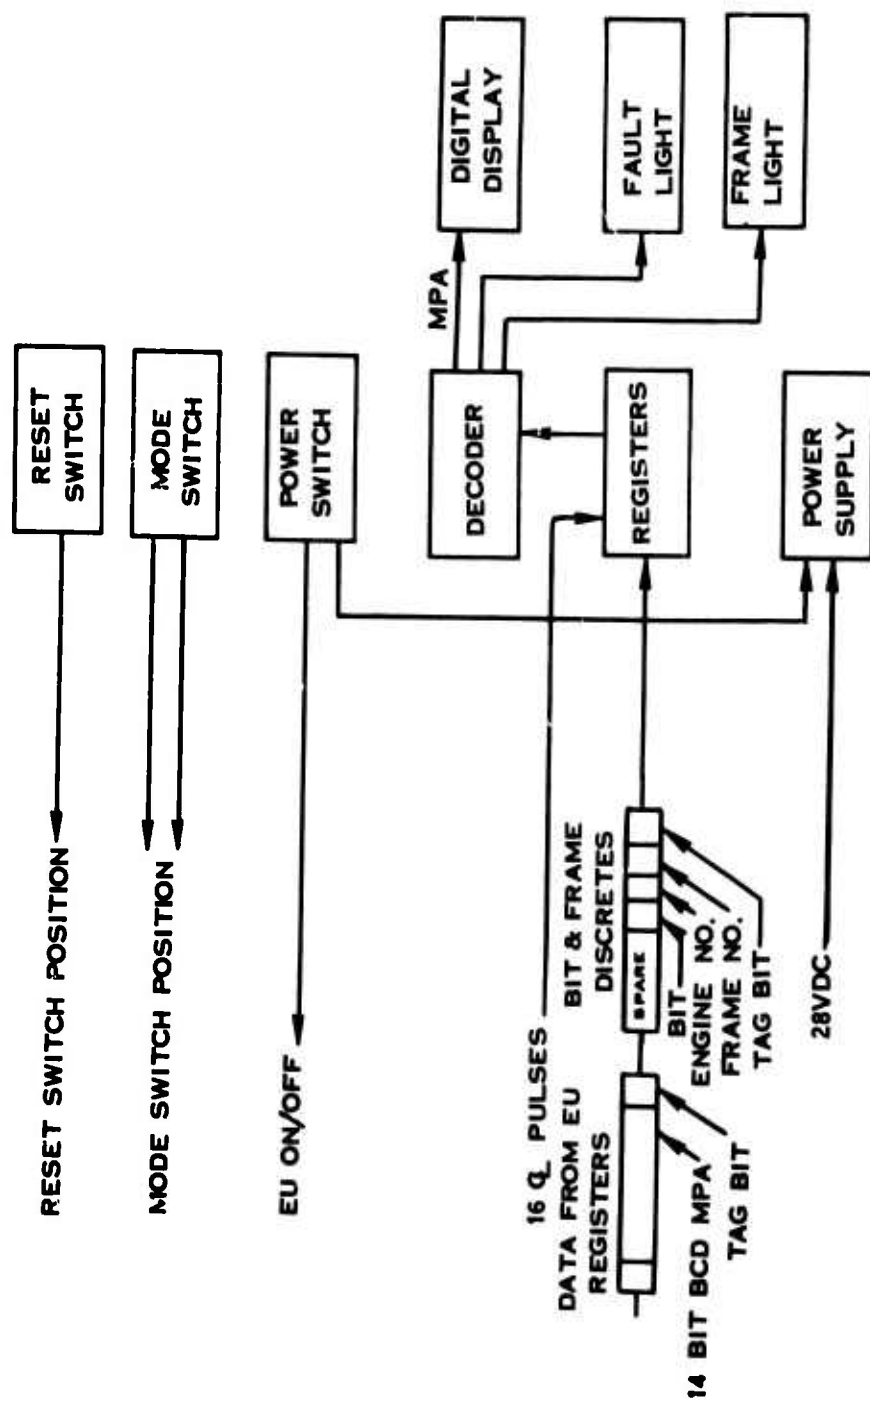 RESET SWITCH POSITION
RESET
SWITCH
MODE SWITCH POSITION
MODE
SWITCH
EU ON/OFF
POWER
SWITCH
MPA
DIGITAL
DISPLAY
DECODER
FAULT
LIGHT
FRAME
LIGHT
16 ℄ PULSES
REGISTERS
DATA FROM EU
REGISTERS
BIT & FRAME
DISCRETES
SPARE
14 BIT BCD MPA
TAG BIT
BIT
ENGINE NO.
FRAME NO.
TAG BIT
28VDC
POWER
SUPPLY